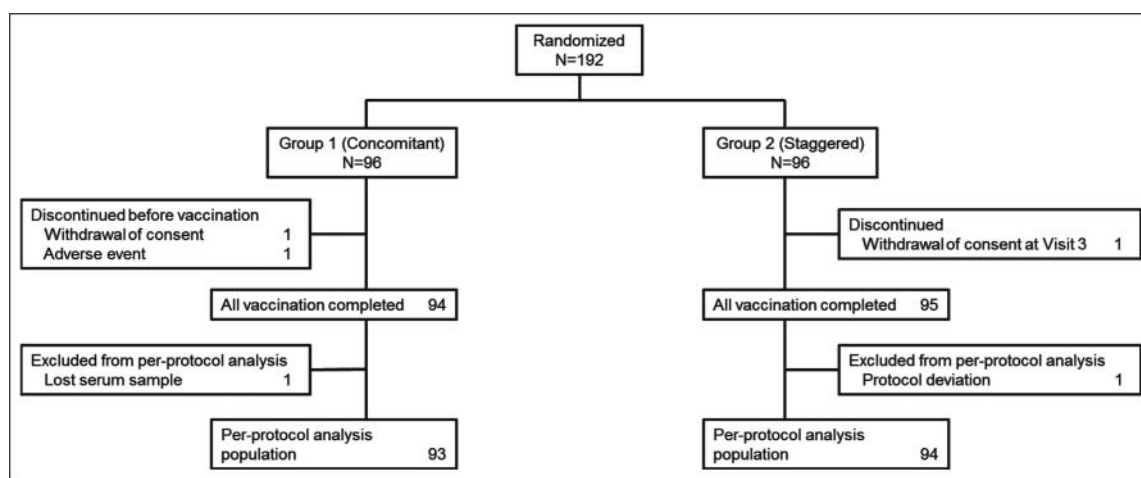 Randomized
N=192
Group 1 (Concomitant)
N=96
Group 2 (Staggered)
N=96
Discontinued before vaccination
Withdrawal of consent 1
Adverse event 1
Discontinued
Withdrawal of consent at Visit 3 1
All vaccination completed 94
All vaccination completed 95
Excluded from per-protocol analysis
Lost serum sample 1
Excluded from per-protocol analysis
Protocol deviation 1
Per-protocol analysis
population 93
Per-protocol analysis
population 94